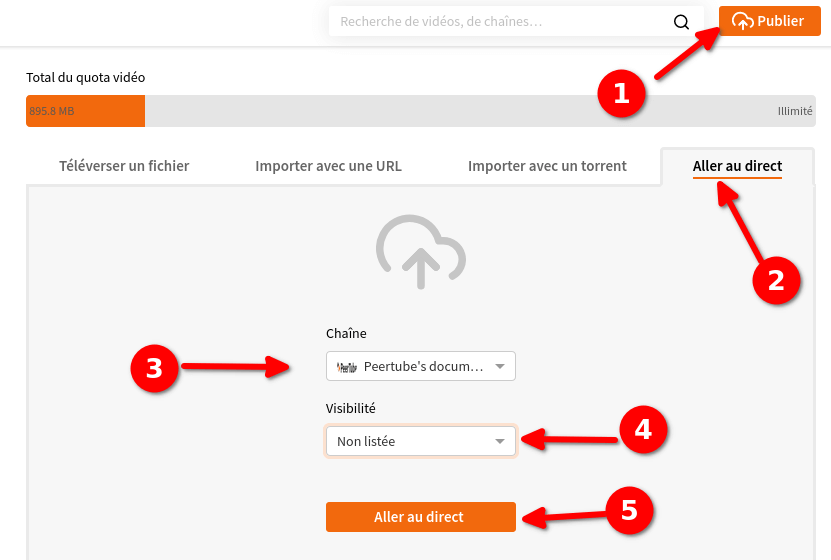 Recherche de vidéos, de chaînes…
Publier
1
Total du quota vidéo
895.8 MB
Illimité
Téléverser un fichier
Importer avec une URL
Importer avec un torrent
Aller au direct
2
Chaîne
3
Peertube's docum…
Visibilité
Non listée
4
Aller au direct
5